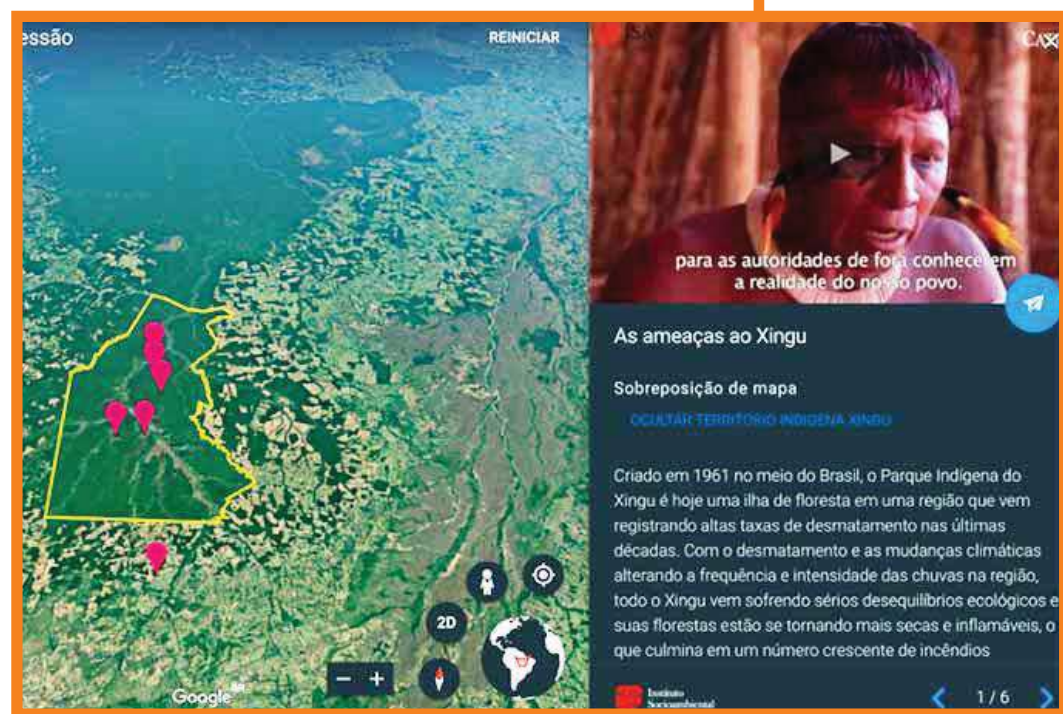 essão
REINICIAR
ISA
para as autoridades de fora conhecerem
a realidade do nosso povo.
As ameaças ao Xingu
Sobreposição de mapa
OCULTAR TERRITÓRIO INDÍGENA XINGU
Criado em 1961 no meio do Brasil, o Parque Indígena do
Xingu é hoje uma ilha de floresta em uma região que vem
registrando altas taxas de desmatamento nas últimas
décadas. Com o desmatamento e as mudanças climáticas
alterando a frequência e intensidade das chuvas na região,
todo o Xingu vem sofrendo sérios desequilíbrios ecológicos e
suas florestas estão se tornando mais secas e inflamáveis, o
que culmina em um número crescente de incêndios
2D
Google
Instituto
Socioambiental
1 / 6